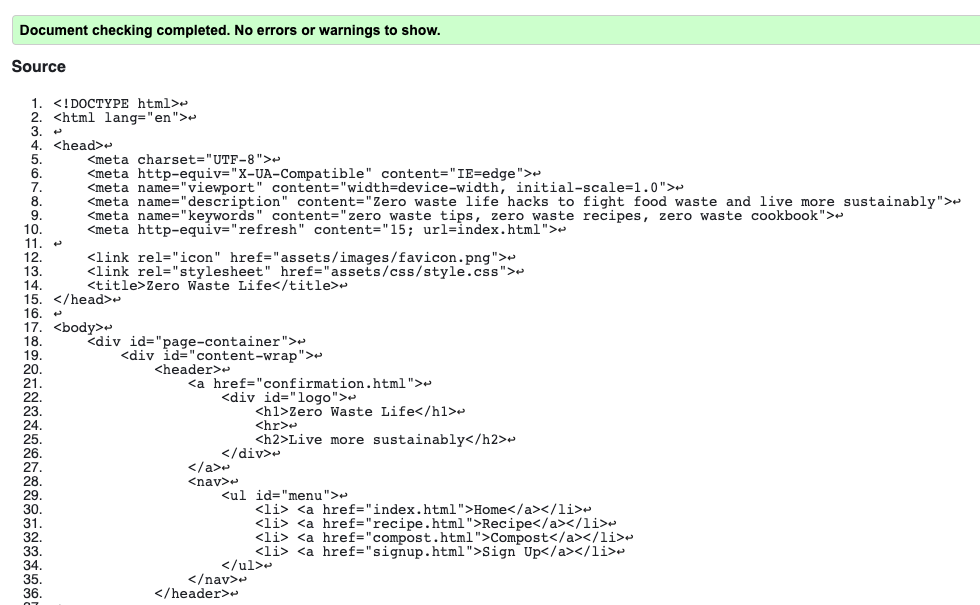 Document checking completed. No errors or warnings to show.
Source
1. <!DOCTYPE html>↩
2. <html lang="en">↩
3. ↩
4. <head>↩
5.     <meta charset="UTF-8">↩
6.     <meta http-equiv="X-UA-Compatible" content="IE=edge">↩
7.     <meta name="viewport" content="width=device-width, initial-scale=1.0">↩
8.     <meta name="description" content="Zero waste life hacks to fight food waste and live more sustainably">↩
9.     <meta name="keywords" content="zero waste tips, zero waste recipes, zero waste cookbook">↩
10.     <meta http-equiv="refresh" content="15; url=index.html">↩
11. ↩
12.     <link rel="icon" href="assets/images/favicon.png">↩
13.     <link rel="stylesheet" href="assets/css/style.css">↩
14.     <title>Zero Waste Life</title>↩
15. </head>↩
16. ↩
17. <body>↩
18.     <div id="page-container">↩
19.         <div id="content-wrap">↩
20.             <header>↩
21.                 <a href="confirmation.html">↩
22.                     <div id="logo">↩
23.                         <h1>Zero Waste Life</h1>↩
24.                         <hr>↩
25.                         <h2>Live more sustainably</h2>↩
26.                     </div>↩
27.                 </a>↩
28.                 <nav>↩
29.                     <ul id="menu">↩
30.                         <li> <a href="index.html">Home</a></li>↩
31.                         <li> <a href="recipe.html">Recipe</a></li>↩
32.                         <li> <a href="compost.html">Compost</a></li>↩
33.                         <li> <a href="signup.html">Sign Up</a></li>↩
34.                     </ul>↩
35.                 </nav>↩
36.             </header>↩